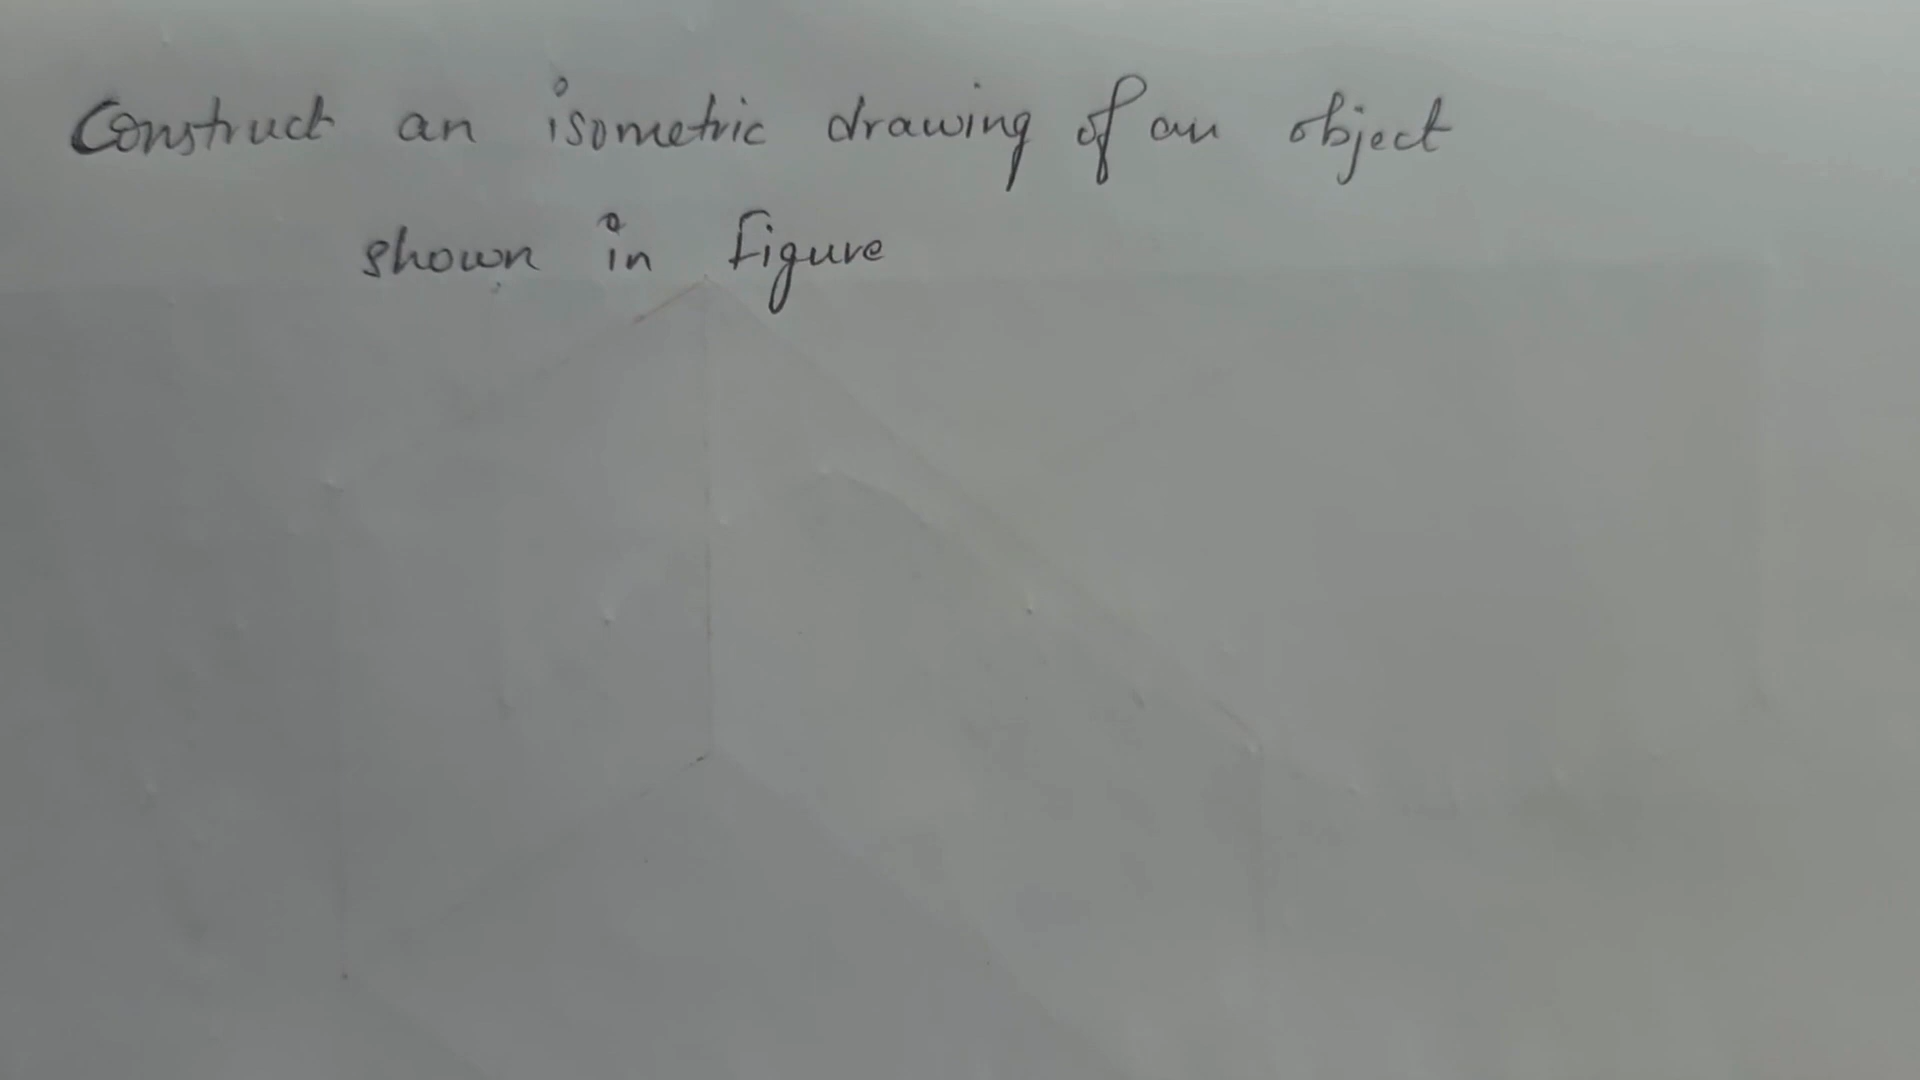 Construct an isometric drawing of an object
shown in figure